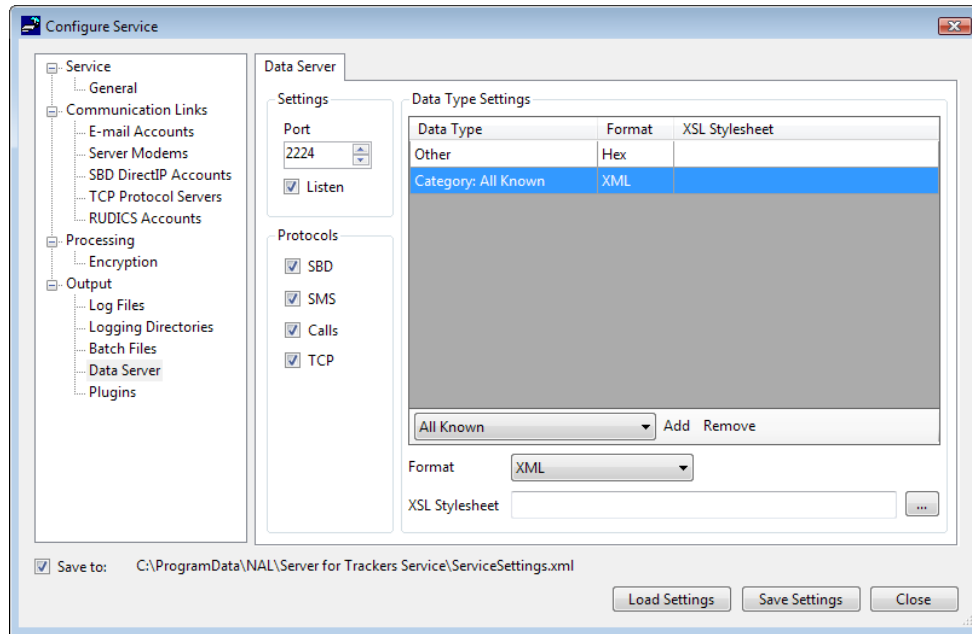 Configure Service
Service
General
Communication Links
E-mail Accounts
Server Modems
SBD DirectIP Accounts
TCP Protocol Servers
RUDICS Accounts
Processing
Encryption
Output
Log Files
Logging Directories
Batch Files
Data Server
Plugins
Data Server
Settings
Port
2224
Listen
Protocols
SBD
SMS
Calls
TCP
Data Type Settings
Data Type Format XSL Stylesheet
Other Hex
Category: All Known XML
All Known Add Remove
Format XML
XSL Stylesheet ...
Save to: C:\ProgramData\NAL\Server for Trackers Service\ServiceSettings.xml
Load Settings Save Settings Close